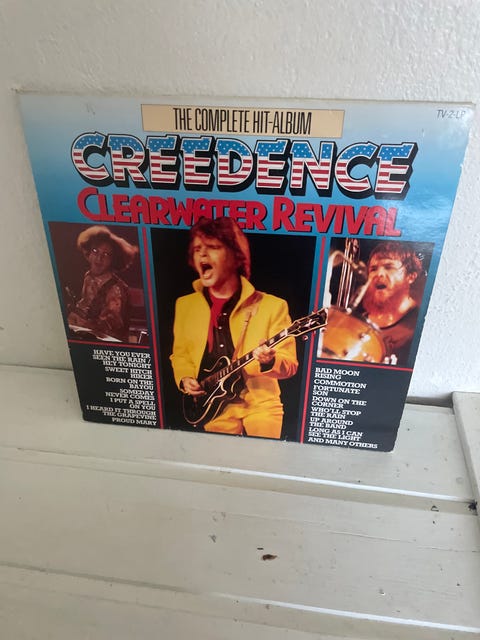 THE COMPLETE HIT-ALBUM
TV-2-LP
CREEDENCE
CLEARWATER REVIVAL
HAVE YOU EVER
SEEN THE RAIN /
HEY TONIGHT
SWEET HITCH
HIKER
BORN ON THE
BAYOU
SOMEDAY
NEVER COMES
I PUT A SPELL
ON YOU
I HEARD IT THROUGH
THE GRAPEVINE
PROUD MARY
BAD MOON
RISING
COMMOTION
FORTUNATE
SON
DOWN ON THE
CORNER
WHO'LL STOP
THE RAIN
UP AROUND
THE BAND
LONG AS I CAN
SEE THE LIGHT
AND MANY OTHERS